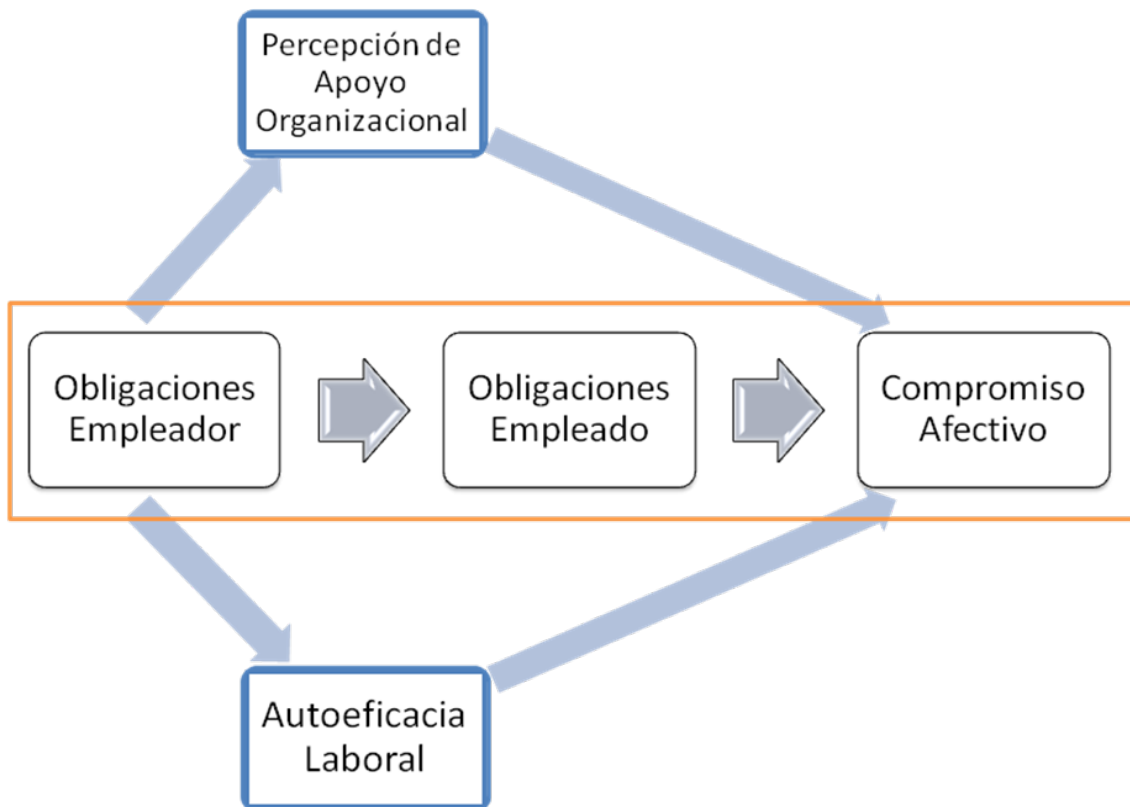 Percepción de
Apoyo
Organizacional
Obligaciones
Empleador
Obligaciones
Empleado
Compromiso
Afectivo
Autoeficacia
Laboral